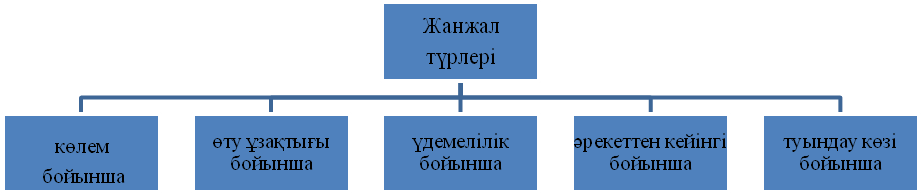 Жанжал
түрлері
көлем
бойынша
өту ұзақтығы
бойынша
үдемелілік
бойынша
әрекеттен кейінгі
бойынша
туындау көзі
бойынша